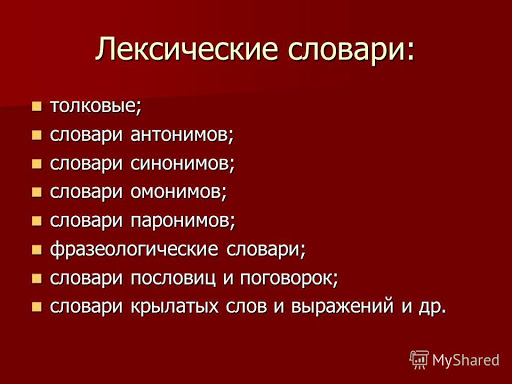 Лексические словари:
толковые;
словари антонимов;
словари синонимов;
словари омонимов;
словари паронимов;
фразеологические словари;
словари пословиц и поговорок;
словари крылатых слов и выражений и др.
MyShared